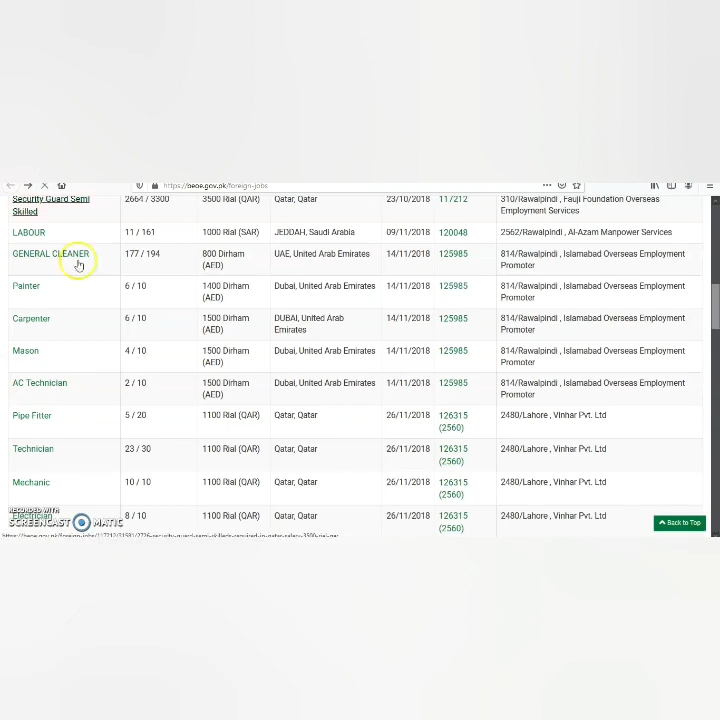 https://beoe.gov.pk/foreign-jobs
Security Guard Semi Skilled 2664 / 3300 3500 Rial (QAR) Qatar, Qatar 23/10/2018 117/212 310/Rawalpindi , Fauji Foundation Overseas Employment Services
LABOUR 11 / 161 1000 Rial (SAR) JEDDAH, Saudi Arabia 09/11/2018 120048 2562/Rawalpindi , Al-Azam Manpower Services
GENERAL CLEANER 177 / 194 800 Dirham (AED) UAE, United Arab Emirates 14/11/2018 125985 814/Rawalpindi , Islamabad Overseas Employment Promoter
Painter 6 / 10 1400 Dirham (AED) Dubai, United Arab Emirates 14/11/2018 125985 814/Rawalpindi , Islamabad Overseas Employment Promoter
Carpenter 6 / 10 1500 Dirham (AED) DUBAI, United Arab Emirates 14/11/2018 125985 814/Rawalpindi , Islamabad Overseas Employment Promoter
Mason 4 / 10 1500 Dirham (AED) Dubai, United Arab Emirates 14/11/2018 125985 814/Rawalpindi , Islamabad Overseas Employment Promoter
AC Technician 2 / 10 1500 Dirham (AED) Dubai, United Arab Emirates 14/11/2018 125985 814/Rawalpindi , Islamabad Overseas Employment Promoter
Pipe Fitter 5 / 20 1100 Rial (QAR) Qatar, Qatar 26/11/2018 126315 (2560) 2480/Lahore , Vinhar Pvt. Ltd
Technician 23 / 30 1100 Rial (QAR) Qatar, Qatar 26/11/2018 126315 (2560) 2480/Lahore , Vinhar Pvt. Ltd
Mechanic 10 / 10 1100 Rial (QAR) Qatar, Qatar 26/11/2018 126315 (2560) 2480/Lahore , Vinhar Pvt. Ltd
Electrician 8 / 10 1100 Rial (QAR) Qatar, Qatar 26/11/2018 126315 (2560) 2480/Lahore , Vinhar Pvt. Ltd
RECORDED WITH
SCREENCAST MATIC
Back to Top